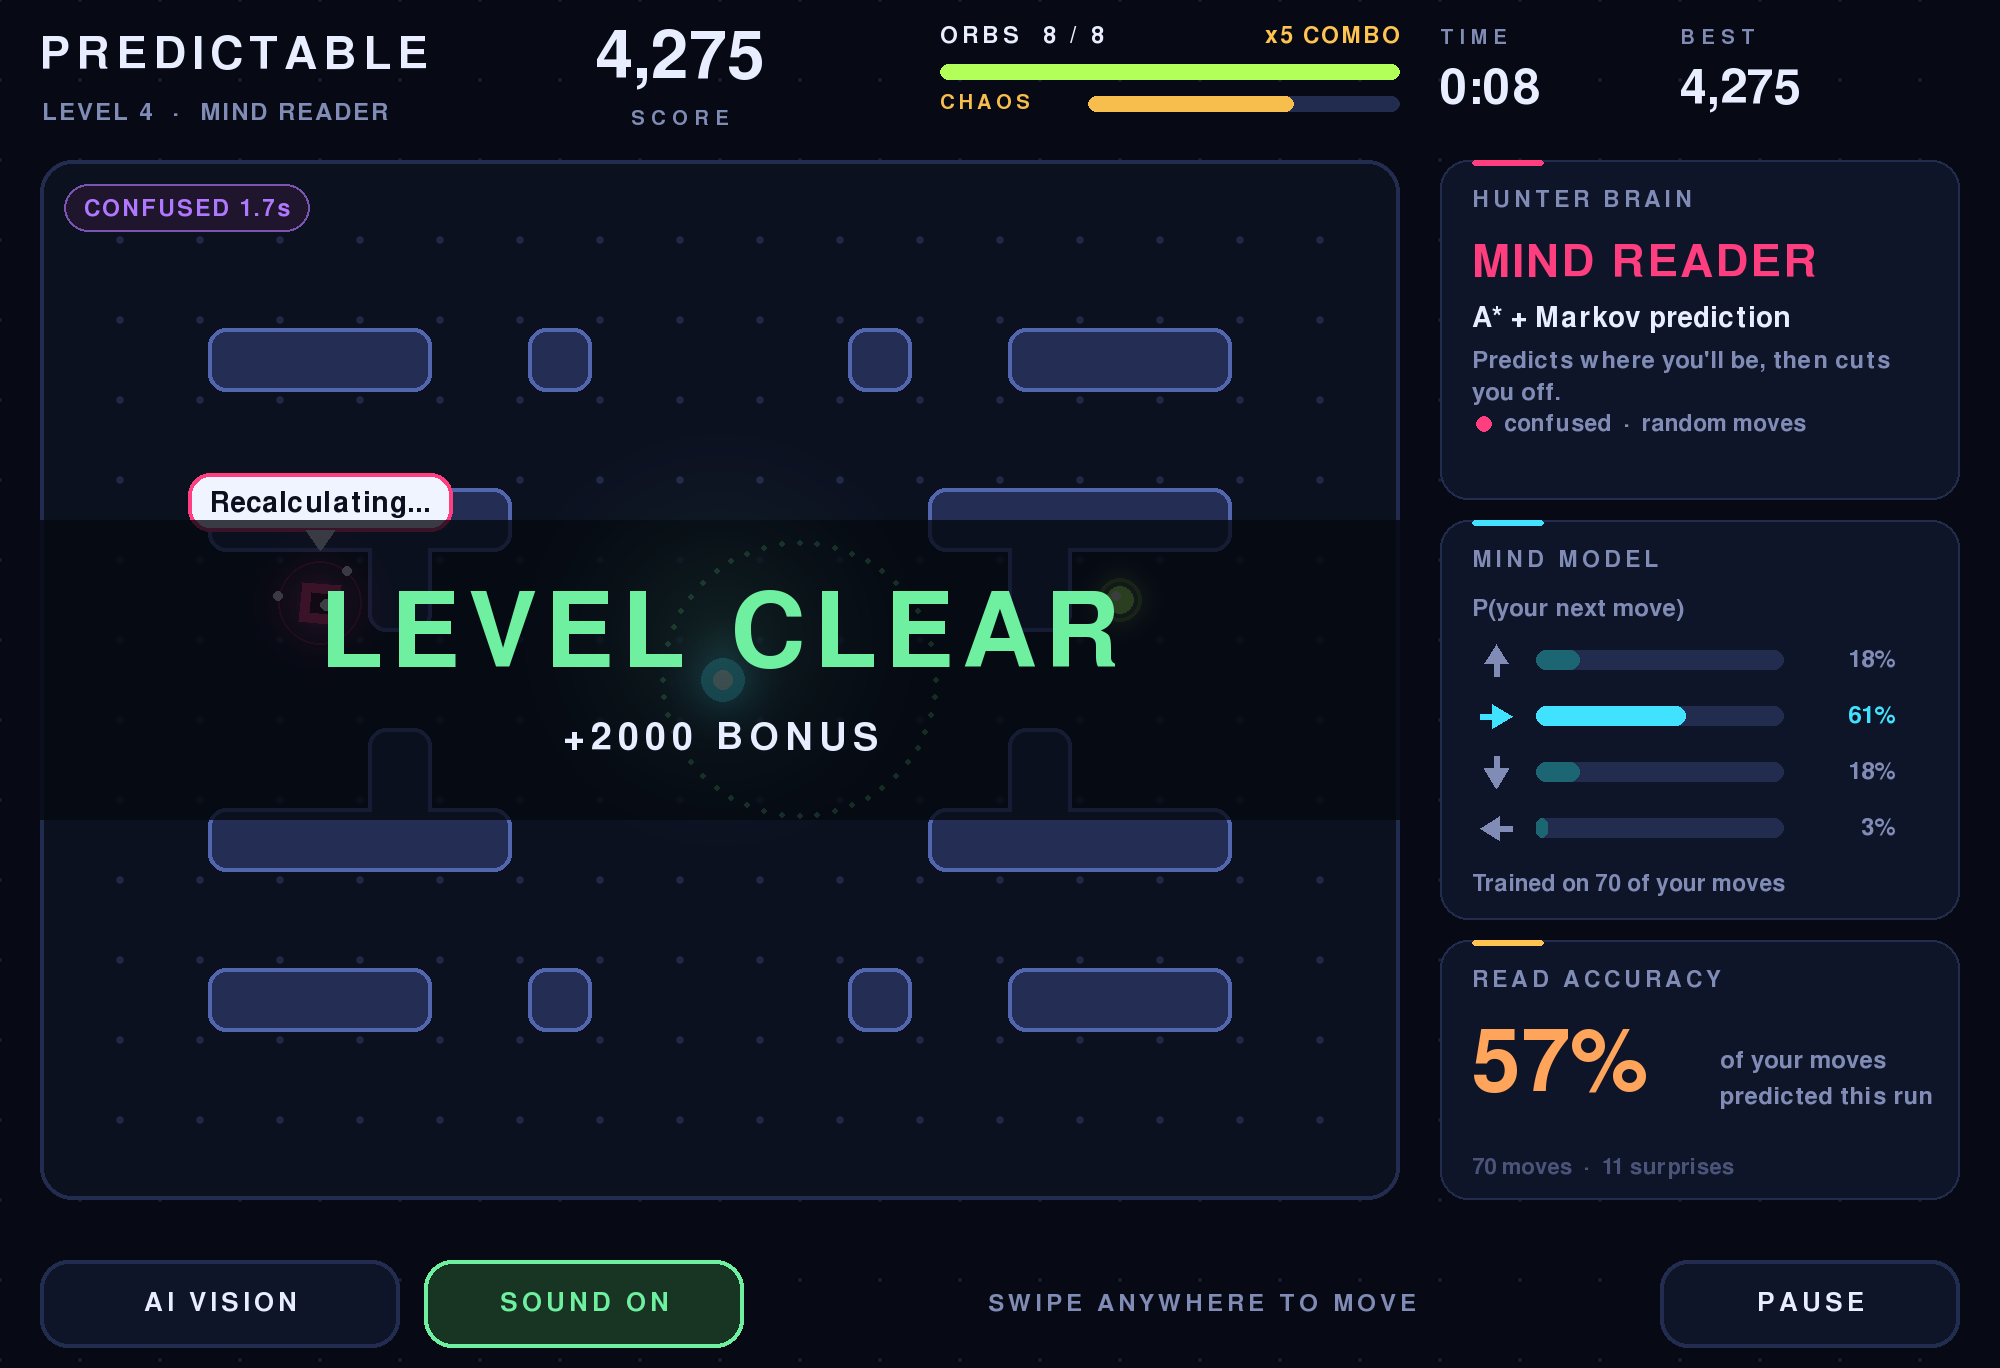 PREDICTABLE
LEVEL 4 · MIND READER
4,275
SCORE
ORBS 8 / 8
x5 COMBO
CHAOS
TIME
0:08
BEST
4,275
CONFUSED 1.7s
Recalculating...
LEVEL CLEAR
+2000 BONUS
HUNTER BRAIN
MIND READER
A* + Markov prediction
Predicts where you'll be, then cuts
you off.
confused · random moves
MIND MODEL
P(your next move)
18%
61%
18%
3%
Trained on 70 of your moves
READ ACCURACY
57%
of your moves
predicted this run
70 moves · 11 surprises
AI VISION
SOUND ON
SWIPE ANYWHERE TO MOVE
PAUSE